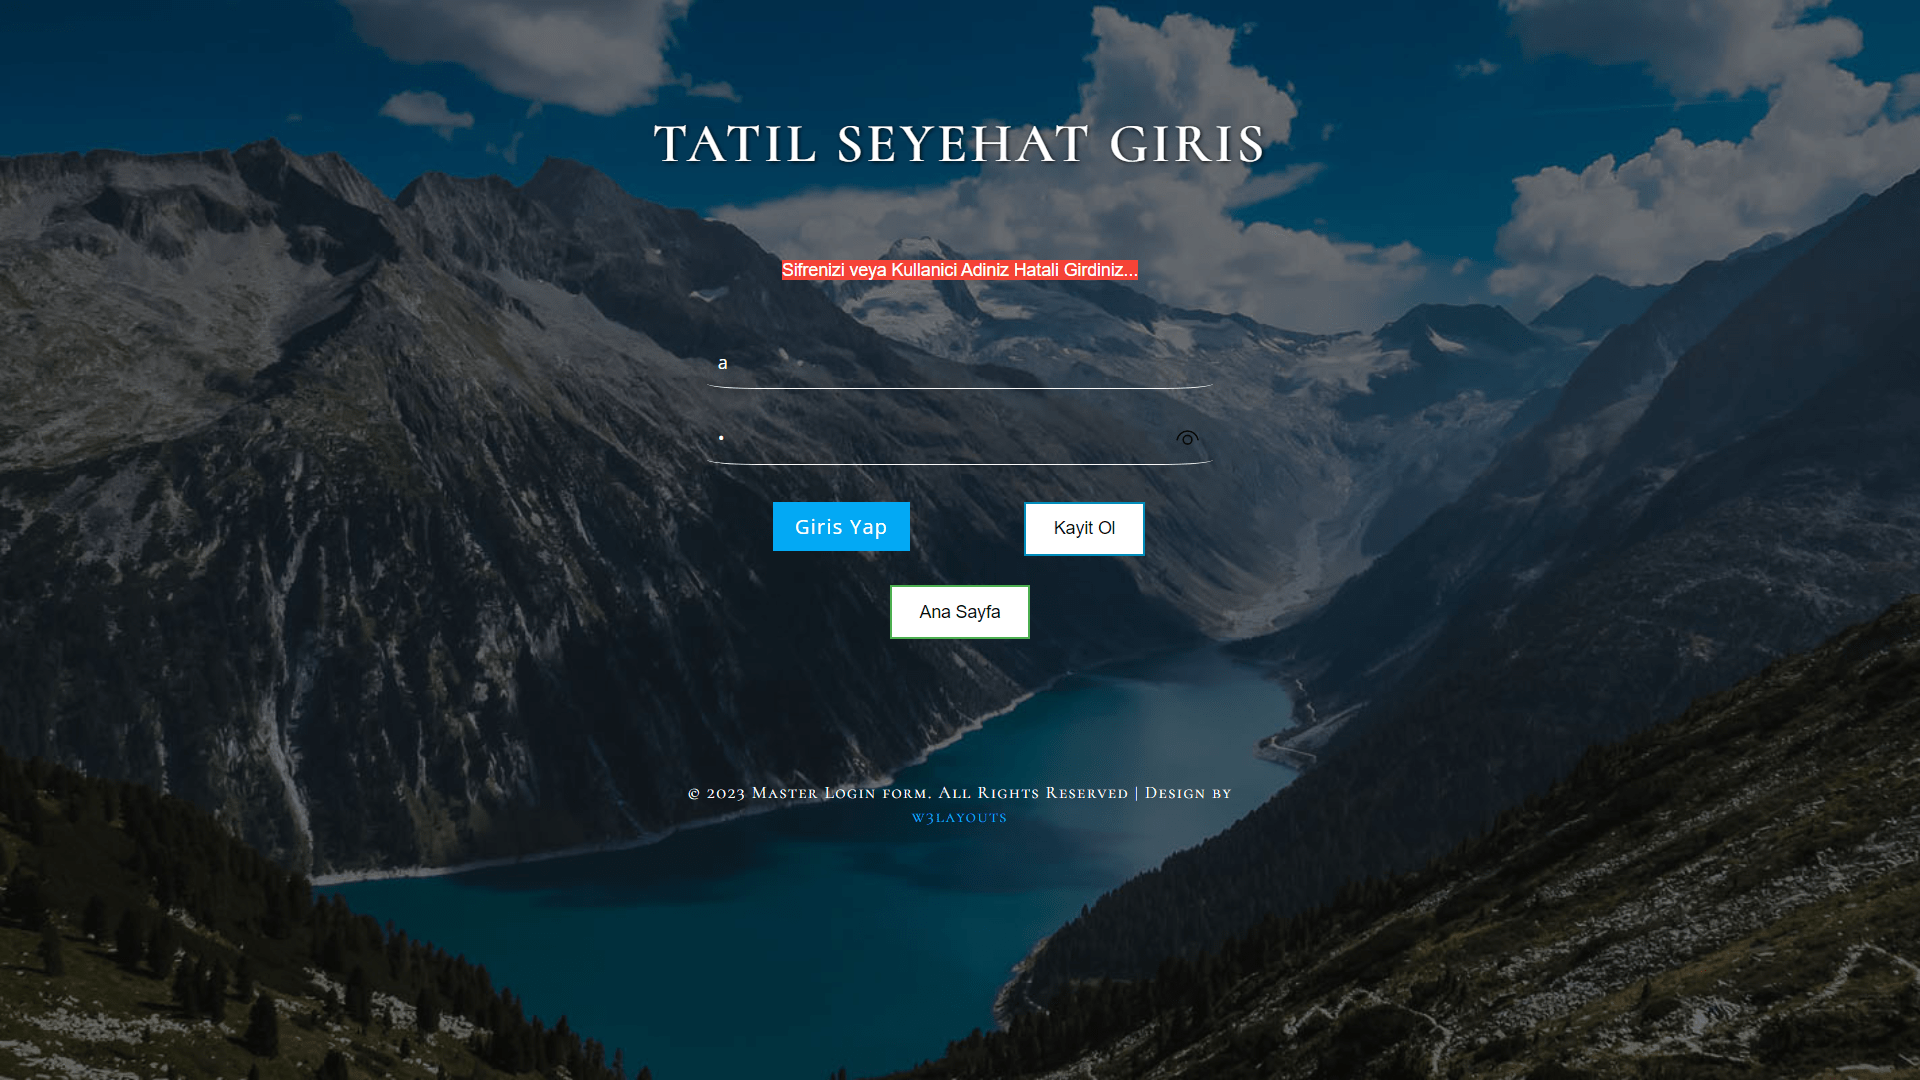 TATIL SEYEHAT GIRIS
Sifrenizi veya Kullanici Adiniz Hatali Girdiniz...
a
•
Giris Yap
Kayit Ol
Ana Sayfa
© 2023 Master Login form. All Rights Reserved | Design by
w3layouts